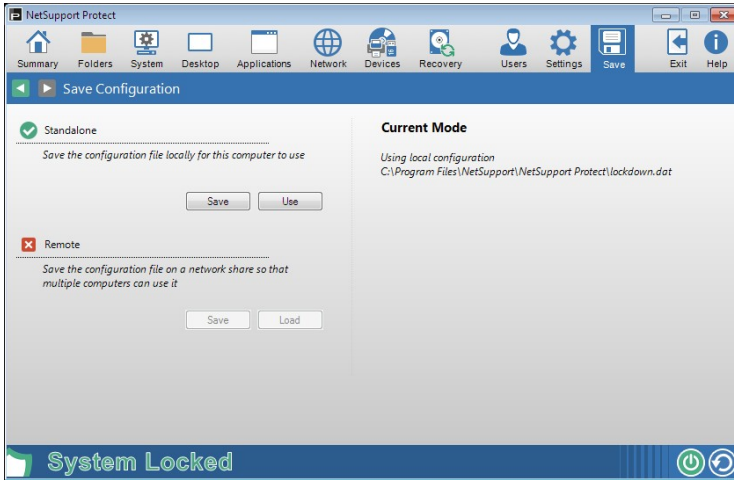 NetSupport Protect
Summary Folders System Desktop Applications Network Devices Recovery Users Settings Save Exit Help
Save Configuration
Standalone
Save the configuration file locally for this computer to use
Save Use
Remote
Save the configuration file on a network share so that
multiple computers can use it
Save Load
Current Mode
Using local configuration
C:\Program Files\NetSupport\NetSupport Protect\lockdown.dat
System Locked